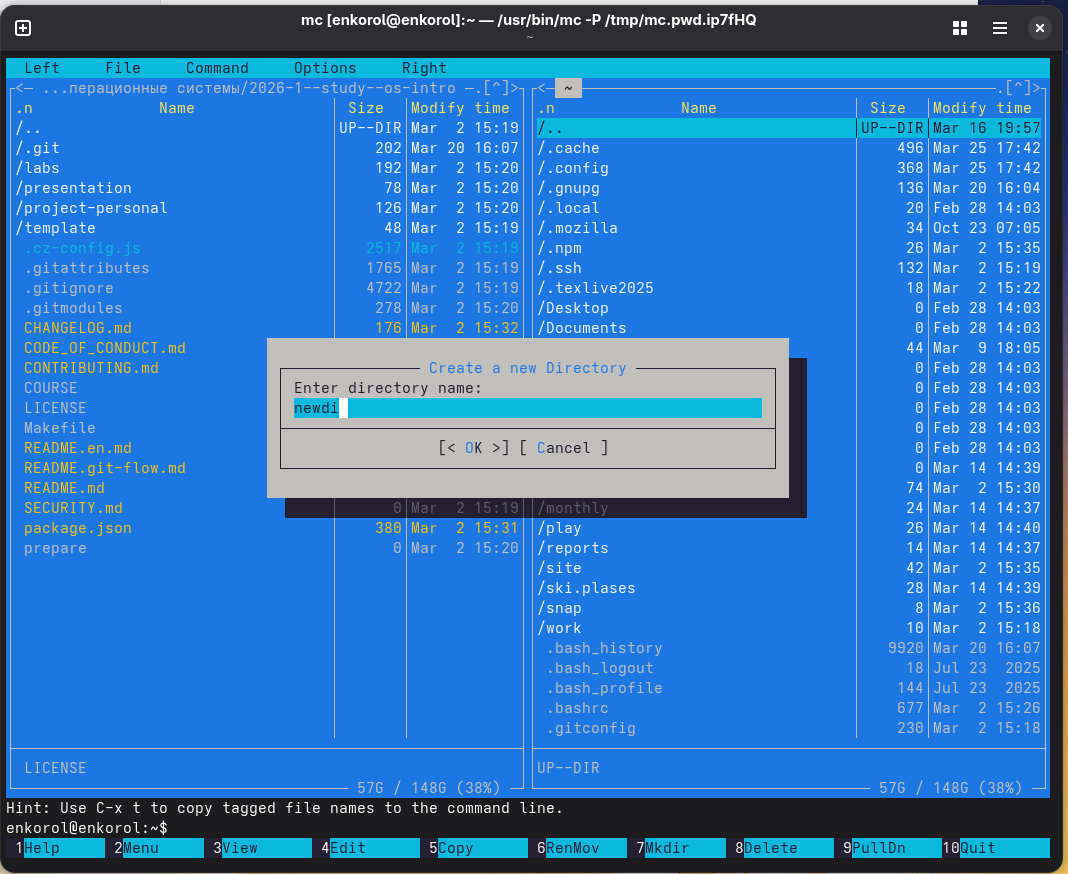 mc [enkorol@enkorol]:~ — /usr/bin/mc -P /tmp/mc.pwd.ip7fHQ
~
Left File Command Options Right
<— ...перационные системы/2026-1--study--os-intro —.[^]>
.n Name Size Modify time
/.. UP--DIR Mar 2 15:19
/.git 202 Mar 20 16:07
/labs 192 Mar 2 15:20
/presentation 78 Mar 2 15:20
/project-personal 126 Mar 2 15:20
/template 48 Mar 2 15:19
.cz-config.js 2517 Mar 2 15:19
.gitattributes 1765 Mar 2 15:19
.gitignore 4722 Mar 2 15:19
.gitmodules 278 Mar 2 15:20
CHANGELOG.md 176 Mar 2 15:32
CODE_OF_CONDUCT.md
CONTRIBUTING.md
COURSE
LICENSE
Makefile
README.en.md
README.git-flow.md
README.md
SECURITY.md 0 Mar 2 15:19
package.json 380 Mar 2 15:31
prepare 0 Mar 2 15:20
LICENSE
57G / 148G (38%)
<— ~ .[^]>
.n Name Size Modify time
/.. UP--DIR Mar 16 19:57
/.cache 496 Mar 25 17:42
/.config 368 Mar 25 17:42
/.gnupg 136 Mar 20 16:04
/.local 20 Feb 28 14:03
/.mozilla 34 Oct 23 07:05
/.npm 26 Mar 2 15:35
/.ssh 132 Mar 2 15:19
/.texlive2025 18 Mar 2 15:22
/Desktop 0 Feb 28 14:03
/Documents 0 Feb 28 14:03
44 Mar 9 18:05
0 Feb 28 14:03
0 Feb 28 14:03
0 Feb 28 14:03
0 Feb 28 14:03
0 Feb 28 14:03
0 Mar 14 14:39
74 Mar 2 15:30
/monthly 24 Mar 14 14:37
/play 26 Mar 14 14:40
/reports 14 Mar 14 14:37
/site 42 Mar 2 15:35
/ski.plases 28 Mar 14 14:39
/snap 8 Mar 2 15:36
/work 10 Mar 2 15:18
.bash_history 9920 Mar 20 16:07
.bash_logout 18 Jul 23 2025
.bash_profile 144 Jul 23 2025
.bashrc 677 Mar 2 15:26
.gitconfig 230 Mar 2 15:18
UP--DIR
57G / 148G (38%)
Create a new Directory
Enter directory name:
newdi
[< OK >] [ Cancel ]
Hint: Use C-x t to copy tagged file names to the command line.
enkorol@enkorol:~$
1Help 2Menu 3View 4Edit 5Copy 6RenMov 7Mkdir 8Delete 9PullDn 10Quit